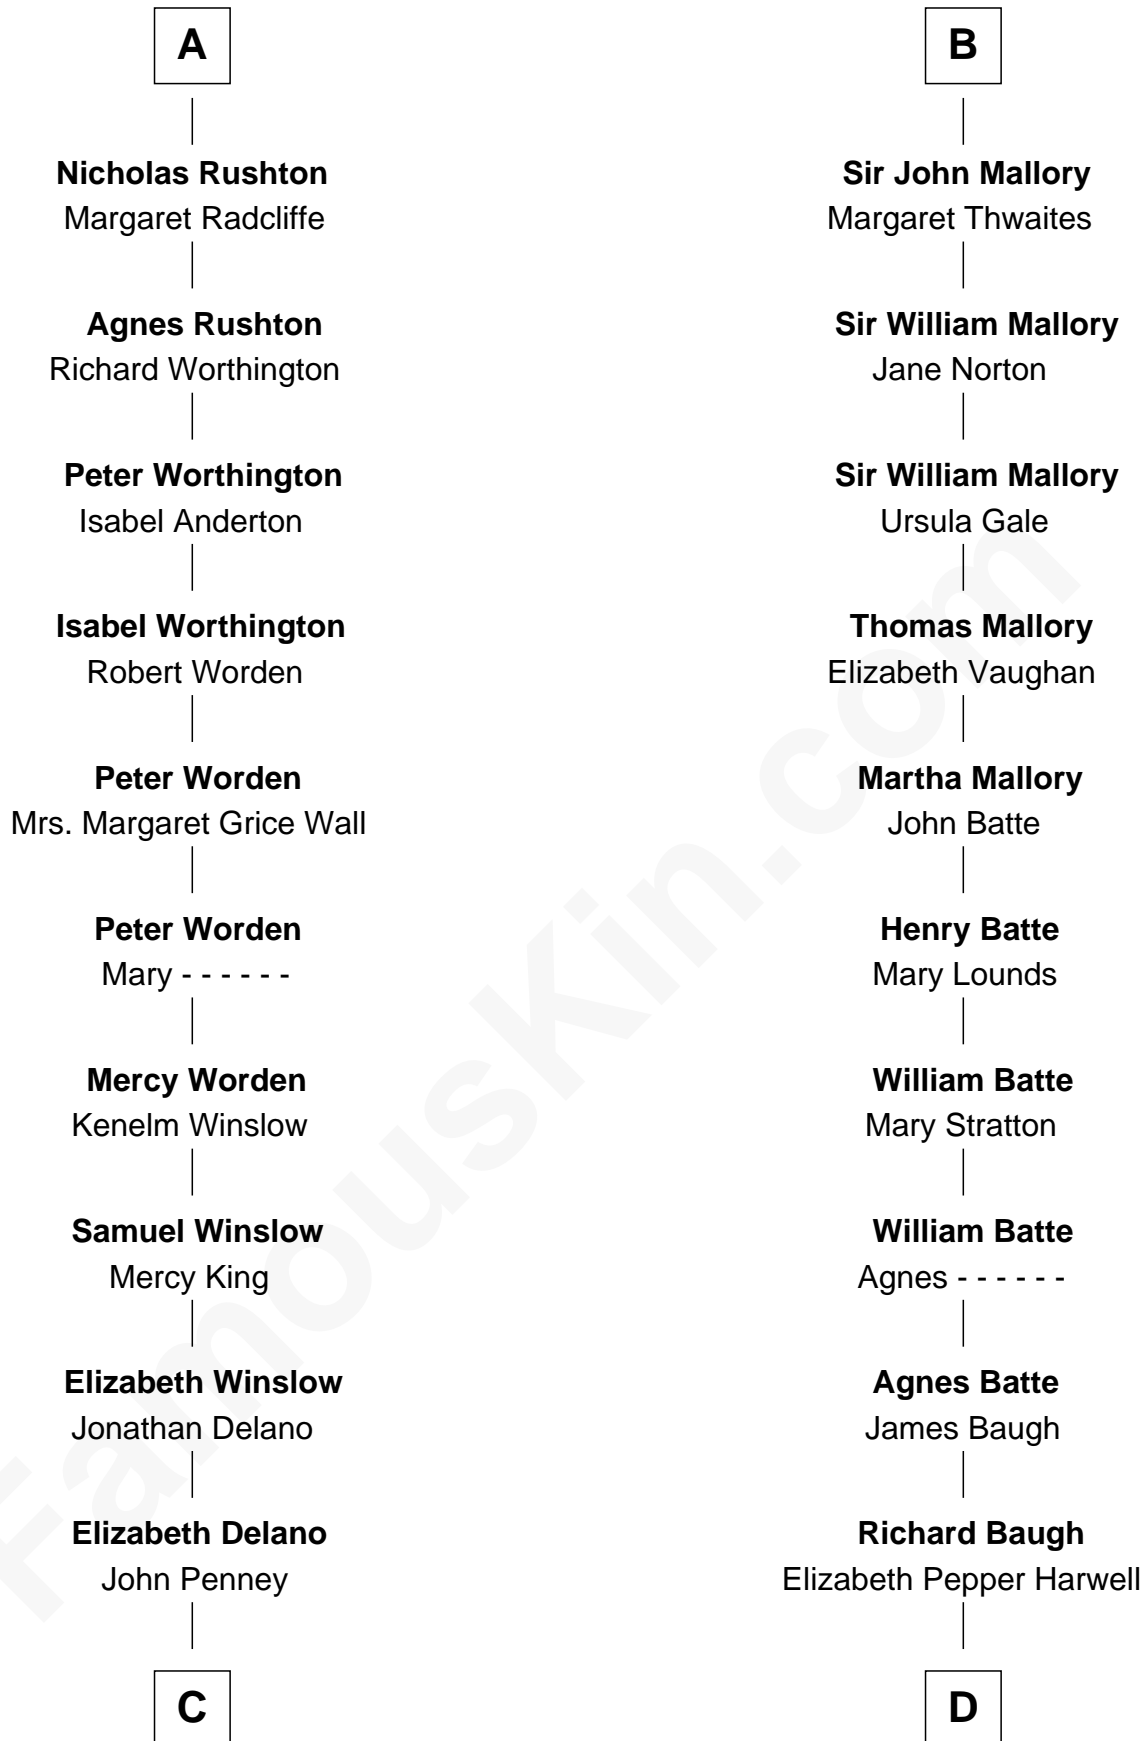 A
Nicholas Rushton
Margaret Radcliffe
Agnes Rushton
Richard Worthington
Peter Worthington
Isabel Anderton
Isabel Worthington
Robert Worden
Peter Worden
Mrs. Margaret Grice Wall
Peter Worden
Mary - - - - - -
Mercy Worden
Kenelm Winslow
Samuel Winslow
Mercy King
Elizabeth Winslow
Jonathan Delano
Elizabeth Delano
John Penney
C
B
Sir John Mallory
Margaret Thwaites
Sir William Mallory
Jane Norton
Sir William Mallory
Ursula Gale
Thomas Mallory
Elizabeth Vaughan
Martha Mallory
John Batte
Henry Batte
Mary Lounds
William Batte
Mary Stratton
William Batte
Agnes - - - - - -
Agnes Batte
James Baugh
Richard Baugh
Elizabeth Pepper Harwell
D
FamousKin.com